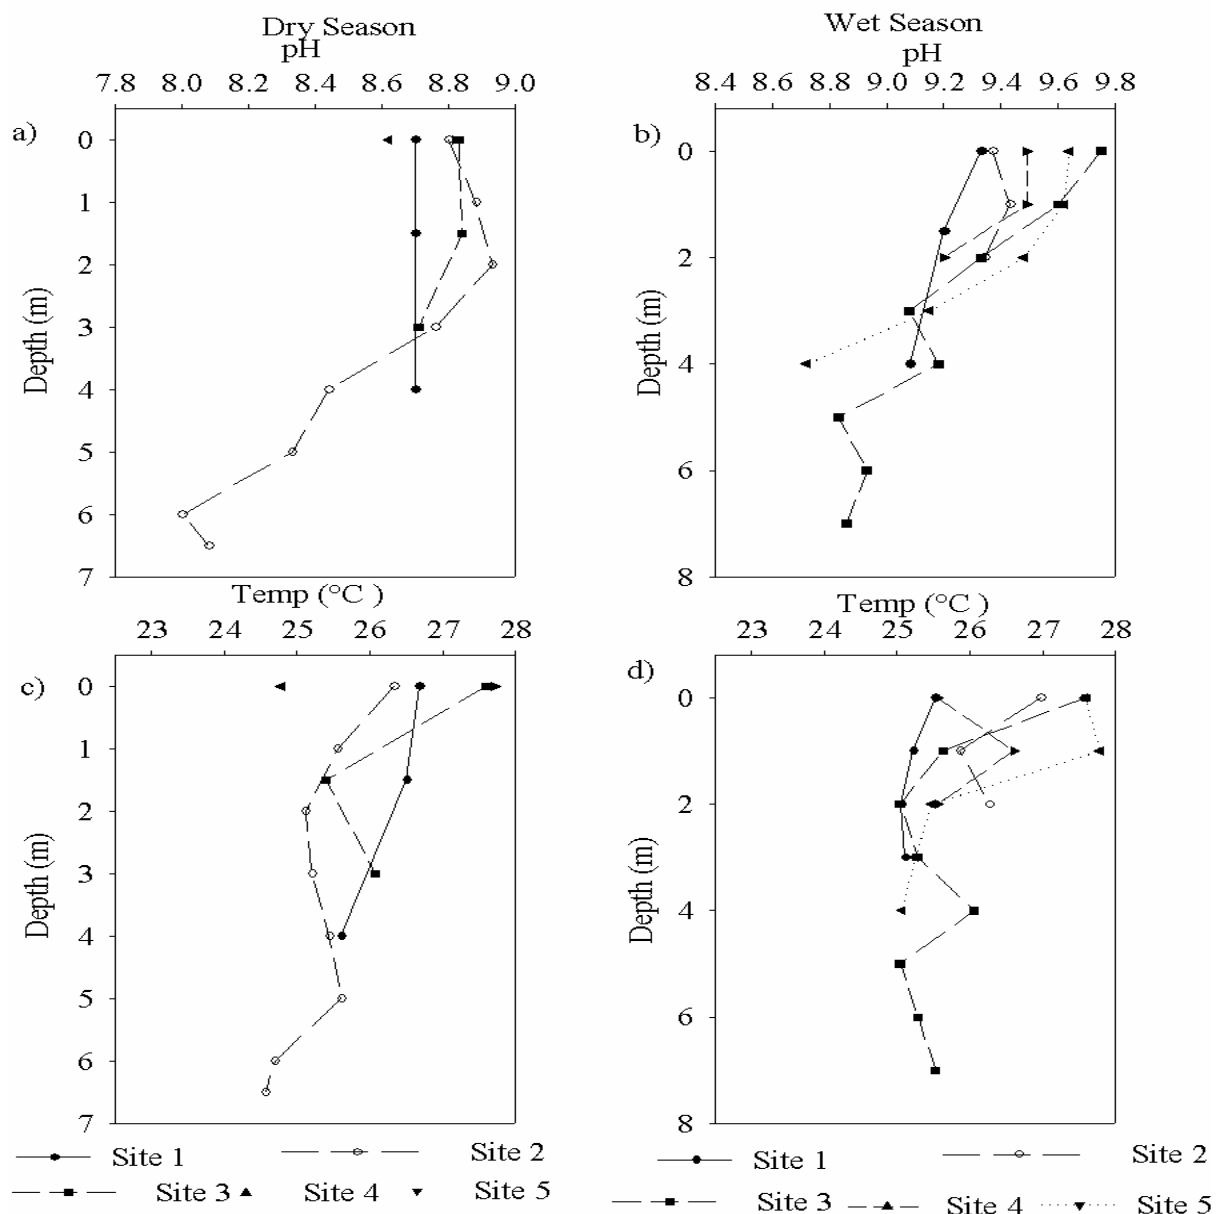 Dry Season
pH
7.8 8.0 8.2 8.4 8.6 8.8 9.0
a)
0
1
2
3
4
5
6
7
Depth (m)
Wet Season
pH
8.4 8.6 8.8 9.0 9.2 9.4 9.6 9.8
b)
0
2
4
6
8
Depth (m)
Temp (°C )
23 24 25 26 27 28
c)
0
1
2
3
4
5
6
7
Depth (m)
Temp (°C )
23 24 25 26 27 28
d)
0
2
4
6
8
Depth (m)
Site 1 Site 2
Site 3 Site 4 Site 5
Site 1 Site 2
Site 3 Site 4 Site 5